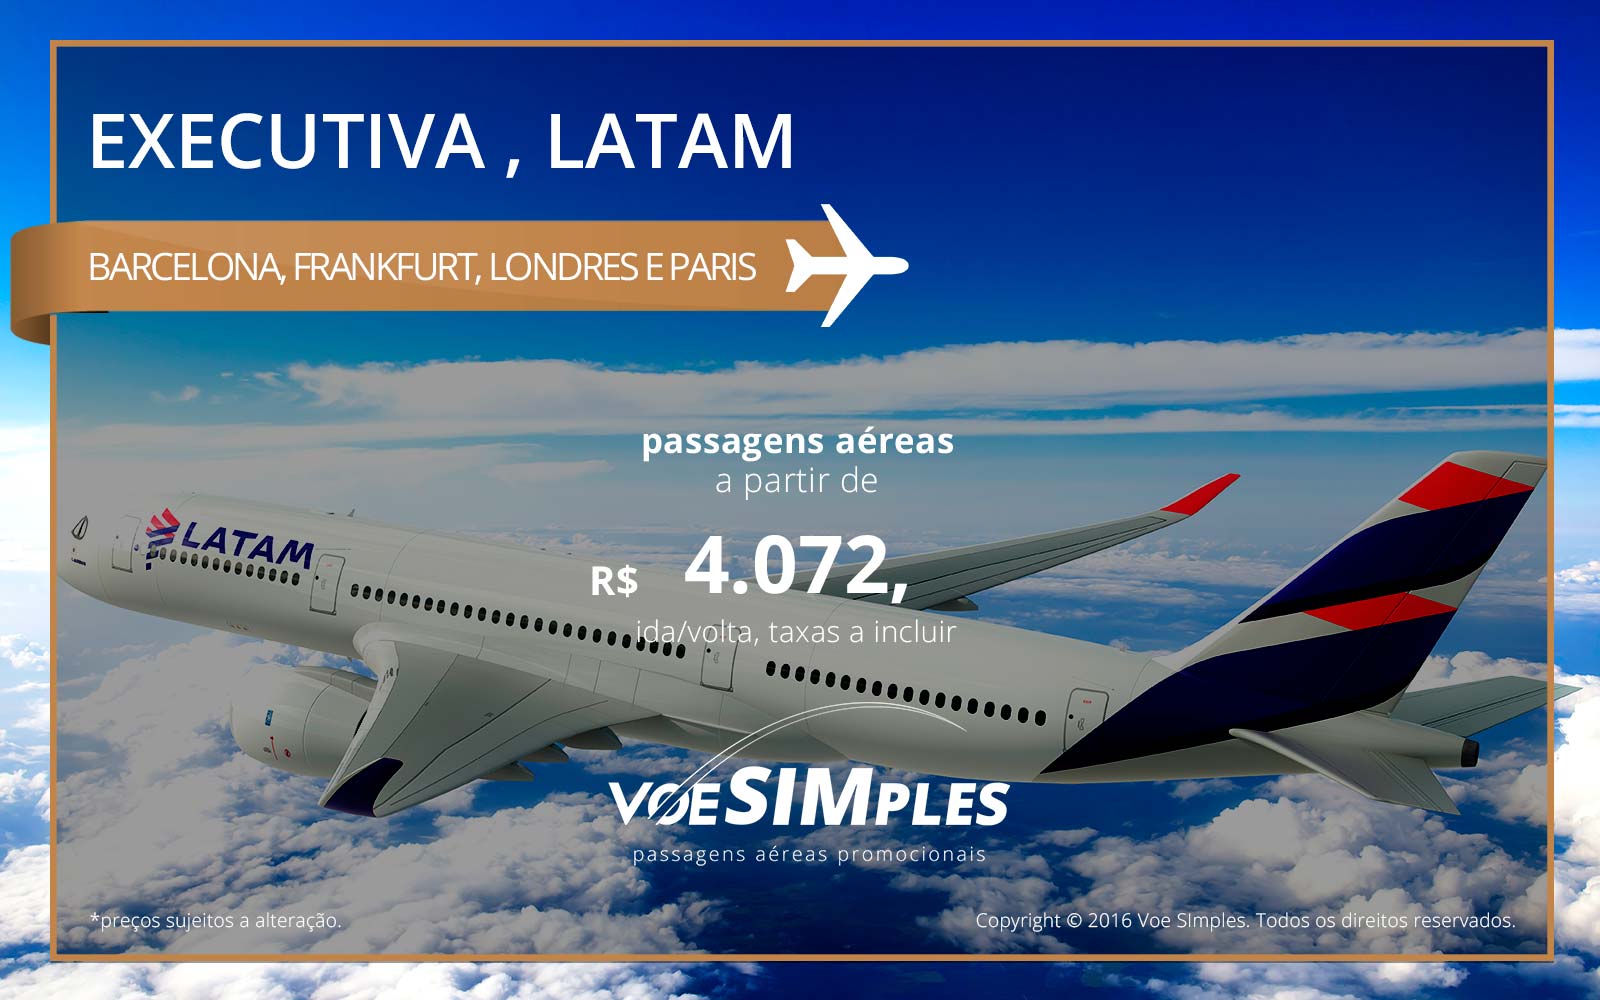 EXECUTIVA , LATAM
BARCELONA, FRANKFURT, LONDRES E PARIS
passagens aéreas
a partir de
R$ 4.072,
ida/volta, taxas a incluir
LATAM
VOESIMPLES
passagens aéreas promocionais
*preços sujeitos a alteração.
Copyright © 2016 Voe SImples. Todos os direitos reservados.